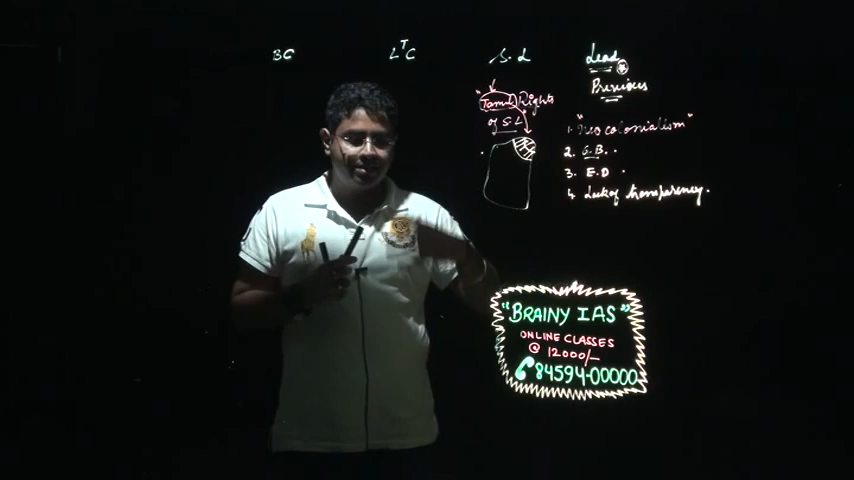 BC
LTC
S.L
Lead
Previous
"Tamil Rights
of S.L
1. "Neo colonialism"
2. G.B.
3. E.D
4. Lack of transparency.
"BRAINY IAS"
ONLINE CLASSES
@ 12000/-
84594-00000